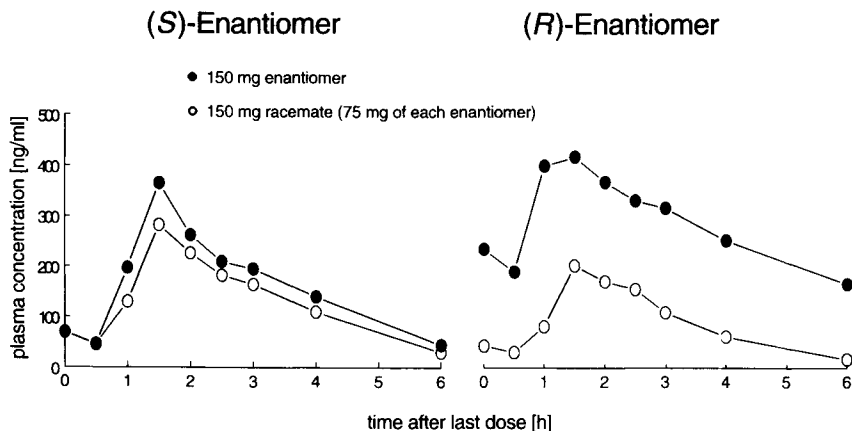 (S)-Enantiomer
(R)-Enantiomer
150 mg enantiomer
150 mg racemate (75 mg of each enantiomer)
plasma concentration [ng/ml]
500
400
300
200
100
0
0 1 2 3 4 5 6
0 1 2 3 4 5 6
time after last dose [h]